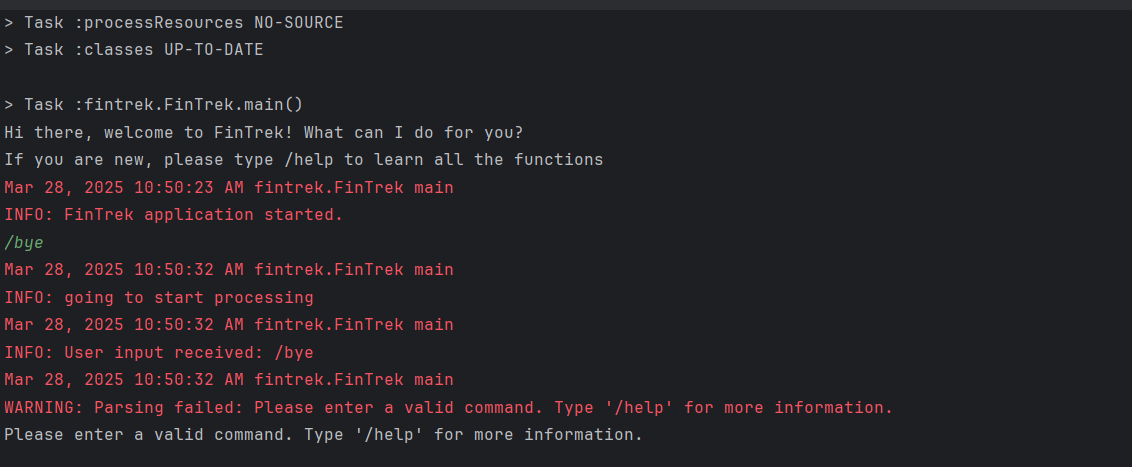 > Task :processResources NO-SOURCE
> Task :classes UP-TO-DATE
> Task :fintrek.FinTrek.main()
Hi there, welcome to FinTrek! What can I do for you?
If you are new, please type /help to learn all the functions
Mar 28, 2025 10:50:23 AM fintrek.FinTrek main
INFO: FinTrek application started.
/bye
Mar 28, 2025 10:50:32 AM fintrek.FinTrek main
INFO: going to start processing
Mar 28, 2025 10:50:32 AM fintrek.FinTrek main
INFO: User input received: /bye
Mar 28, 2025 10:50:32 AM fintrek.FinTrek main
WARNING: Parsing failed: Please enter a valid command. Type '/help' for more information.
Please enter a valid command. Type '/help' for more information.